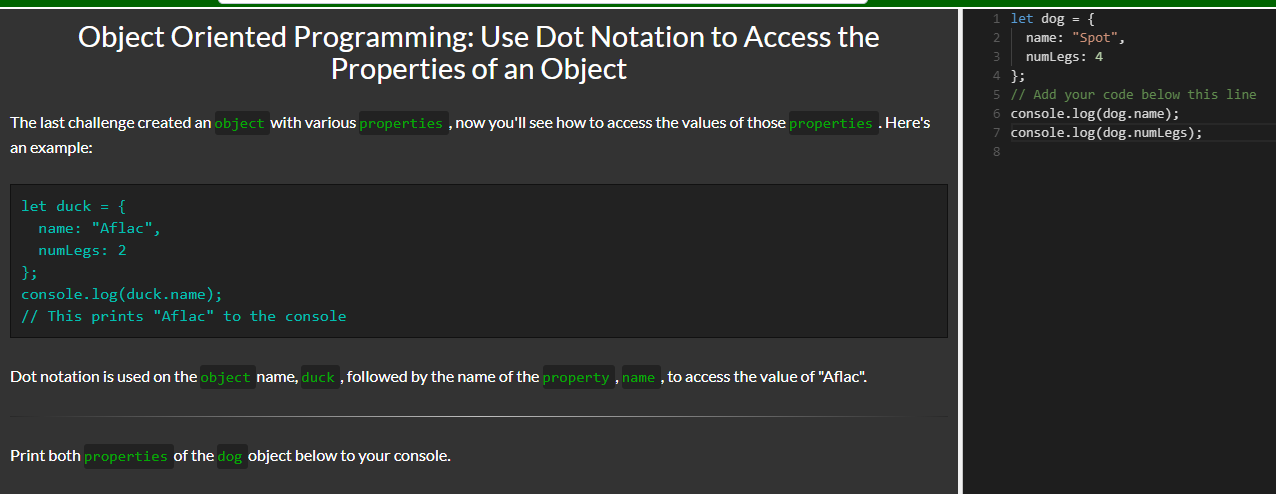 Object Oriented Programming: Use Dot Notation to Access the
Properties of an Object
The last challenge created an object with various properties , now you'll see how to access the values of those properties . Here's
an example:
let duck = {
  name: "Aflac",
  numLegs: 2
};
console.log(duck.name);
// This prints "Aflac" to the console
Dot notation is used on the object name, duck , followed by the name of the property , name , to access the value of "Aflac".
Print both properties of the dog object below to your console.
1 let dog = {
2   name: "Spot",
3   numLegs: 4
4 };
5 // Add your code below this line
6 console.log(dog.name);
7 console.log(dog.numLegs);
8